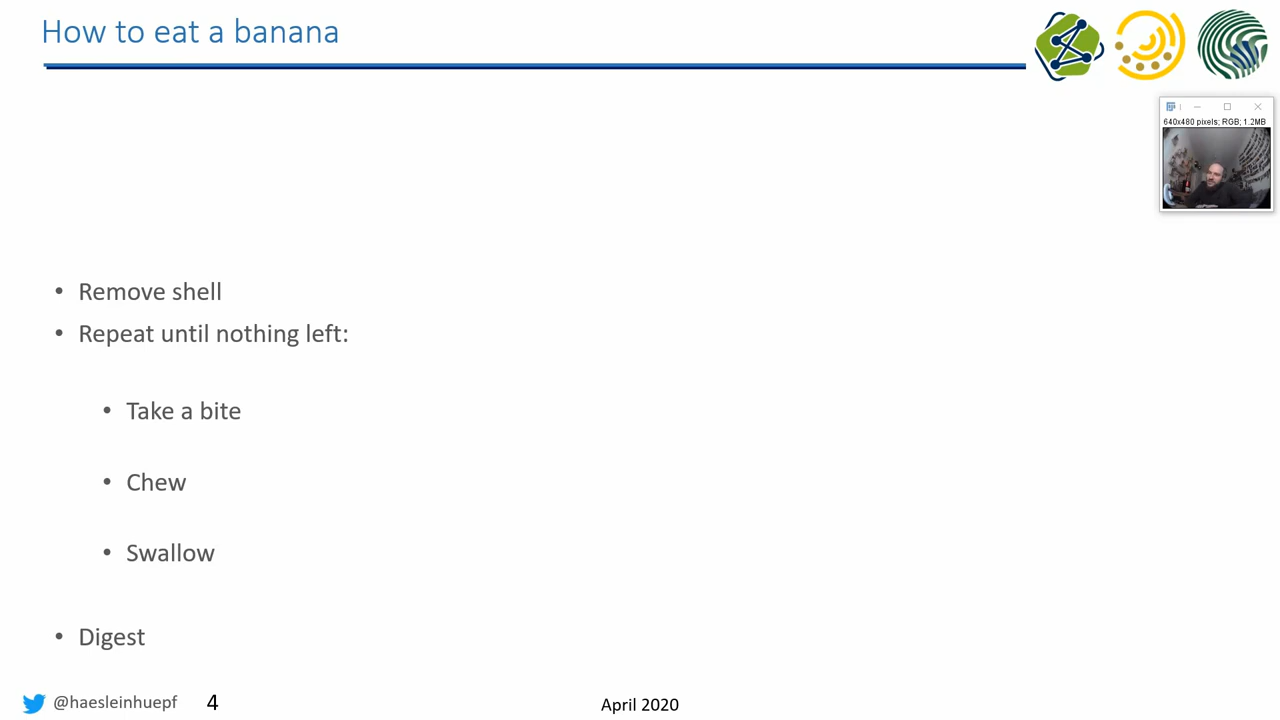 How to eat a banana
640x480 pixels; RGB; 1.2MB
• Remove shell
• Repeat until nothing left:
• Take a bite
• Chew
• Swallow
• Digest
@haesleinhuepf 4
April 2020